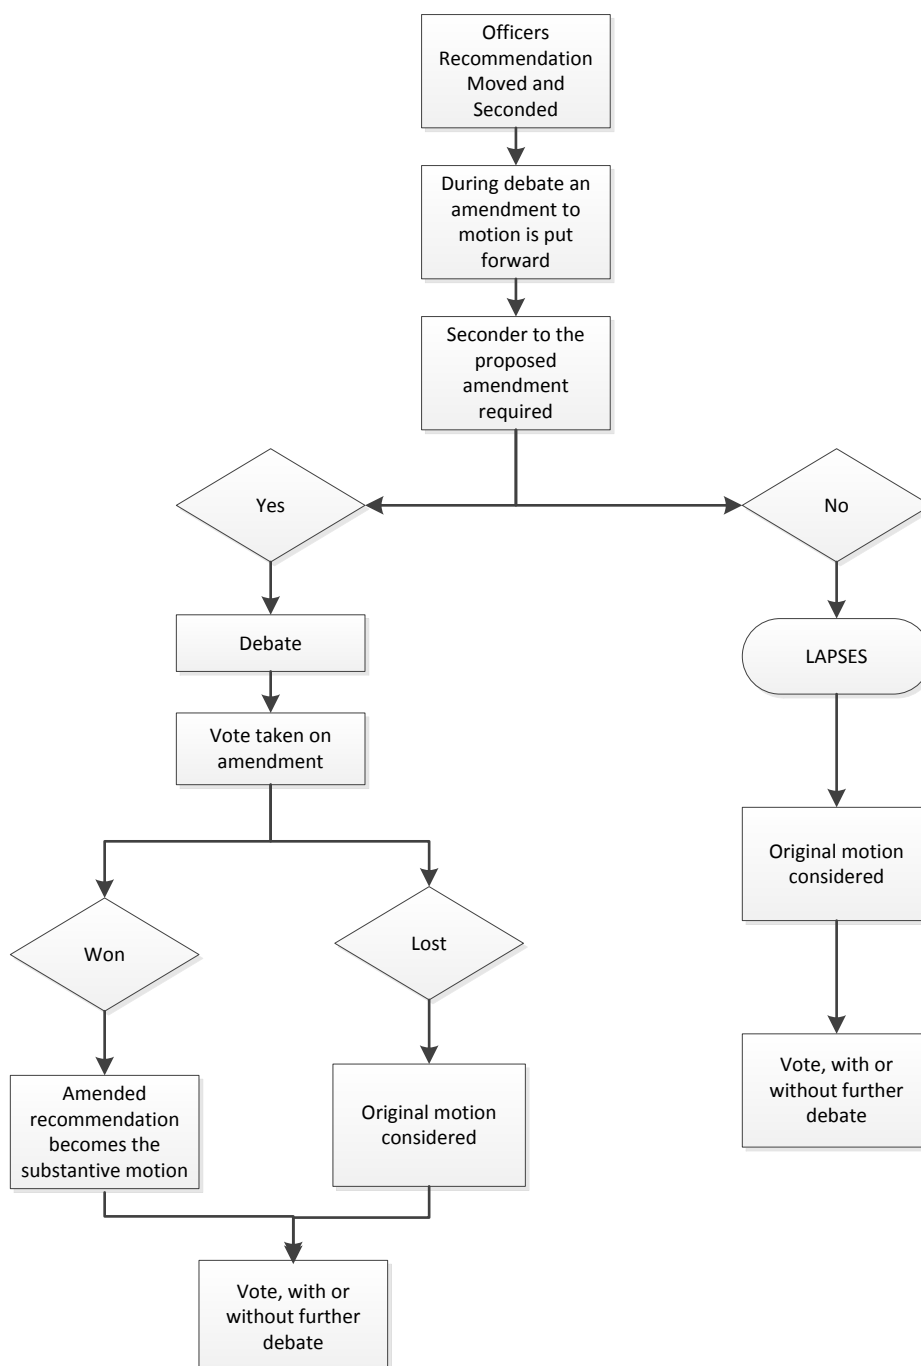 Officers
Recommendation
Moved and
Seconded
During debate an
amendment to
motion is put
forward
Seconder to the
proposed
amendment
required
Yes
No
Debate
LAPSES
Vote taken on
amendment
Original motion
considered
Won
Lost
Vote, with or
without further
debate
Amended
recommendation
becomes the
substantive motion
Original motion
considered
Vote, with or
without further
debate